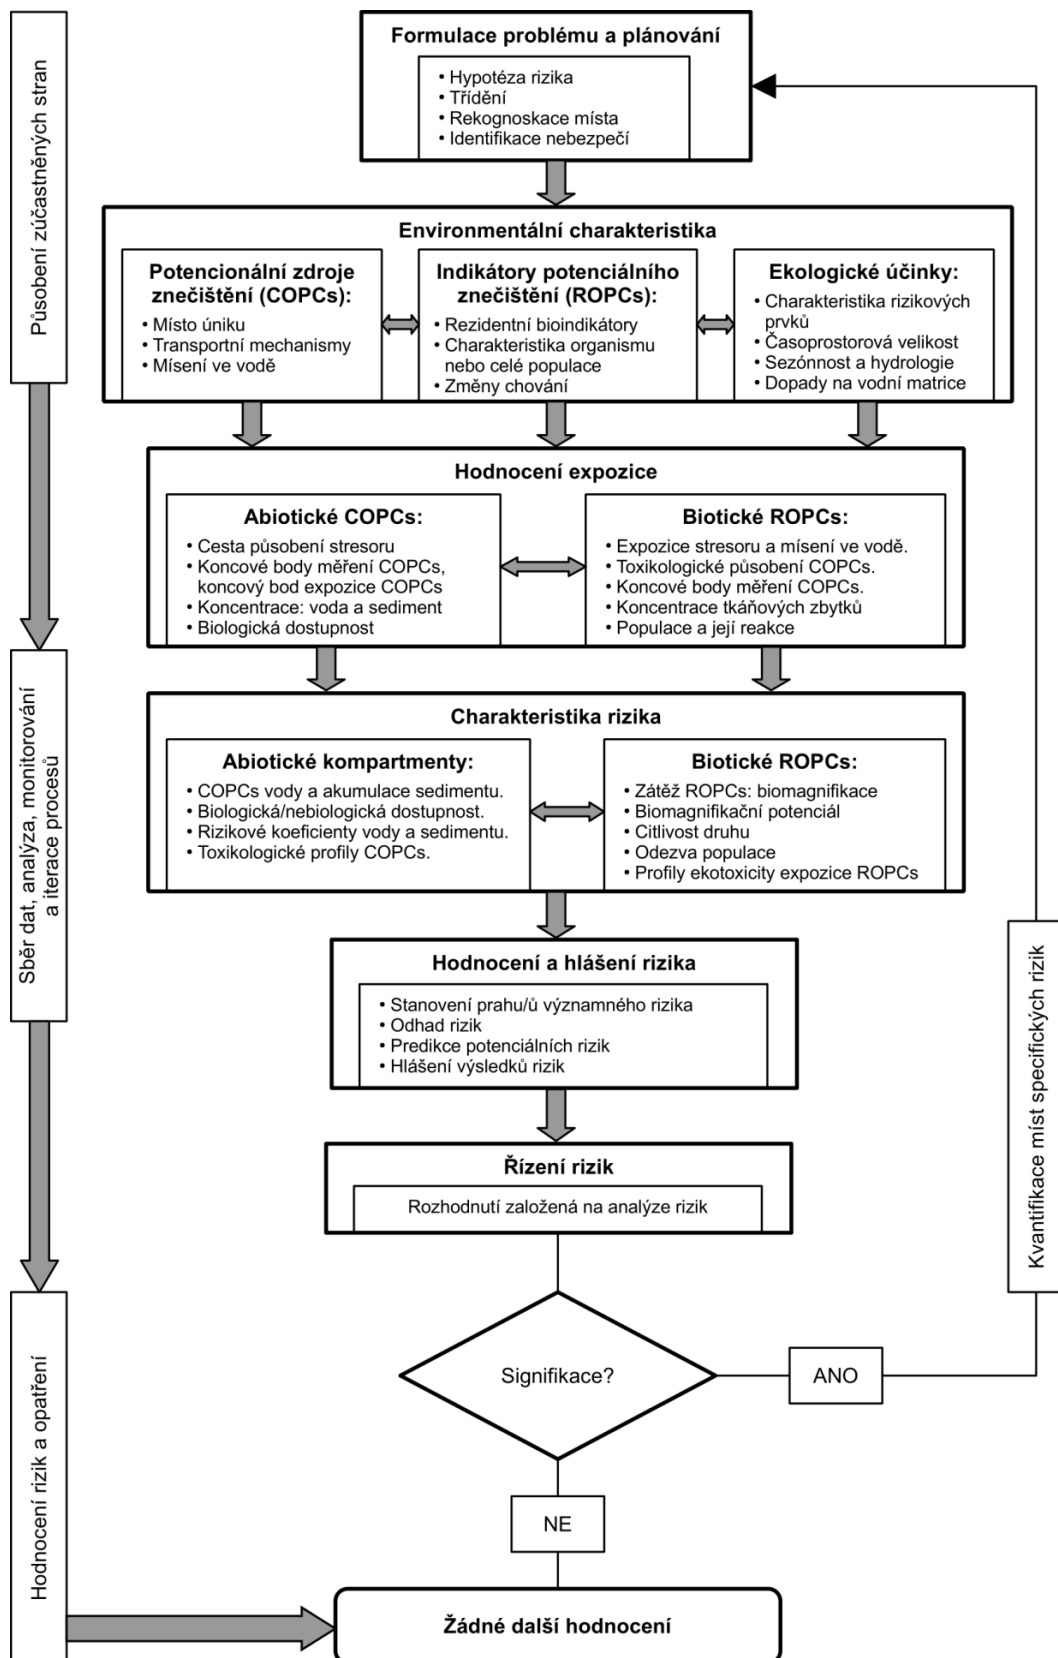 Působení zúčastněných stran
Formulace problému a plánování
• Hypotéza rizika
• Třídění
• Rekognoskace místa
• Identifikace nebezpečí
Environmentální charakteristika
Potencionální zdroje
znečištění (COPCs):
• Místo úniku
• Transportní mechanismy
• Mísení ve vodě
Indikátory potenciálního
znečištění (ROPCs):
• Rezidentní bioindikátory
• Charakteristika organismu
nebo celé populace
• Změny chování
Ekologické účinky:
• Charakteristika rizikových
prvků
• Časoprostorová velikost
• Sezónnost a hydrologie
• Dopady na vodní matrice
Hodnocení expozice
Abiotické COPCs:
• Cesta působení stresoru
• Koncové body měření COPCs,
koncový bod expozice COPCs
• Koncentrace: voda a sediment
• Biologická dostupnost
Biotické ROPCs:
• Expozice stresoru a mísení ve vodě.
• Toxikologické působení COPCs.
• Koncové body měření COPCs.
• Koncentrace tkáňových zbytků
• Populace a její reakce
Sběr dat, analýza, monitorování
a iterace procesů
Charakteristika rizika
Abiotické kompartmenty:
• COPCs vody a akumulace sedimentu.
• Biologická/nebiologická dostupnost.
• Rizikové koeficienty vody a sedimentu.
• Toxikologické profily COPCs.
Biotické ROPCs:
• Zátěž ROPCs: biomagnifikace
• Biomagnifikační potenciál
• Citlivost druhu
• Odezva populace
• Profily ekotoxicity expozice ROPCs
Hodnocení a hlášení rizika
• Stanovení prahu/ů významného rizika
• Odhad rizik
• Predikce potenciálních rizik
• Hlášení výsledků rizik
Kvantifikace míst specifických rizik
Řízení rizik
Rozhodnutí založená na analýze rizik
Hodnocení rizik a opatření
Signifikace?
ANO
NE
Žádné další hodnocení